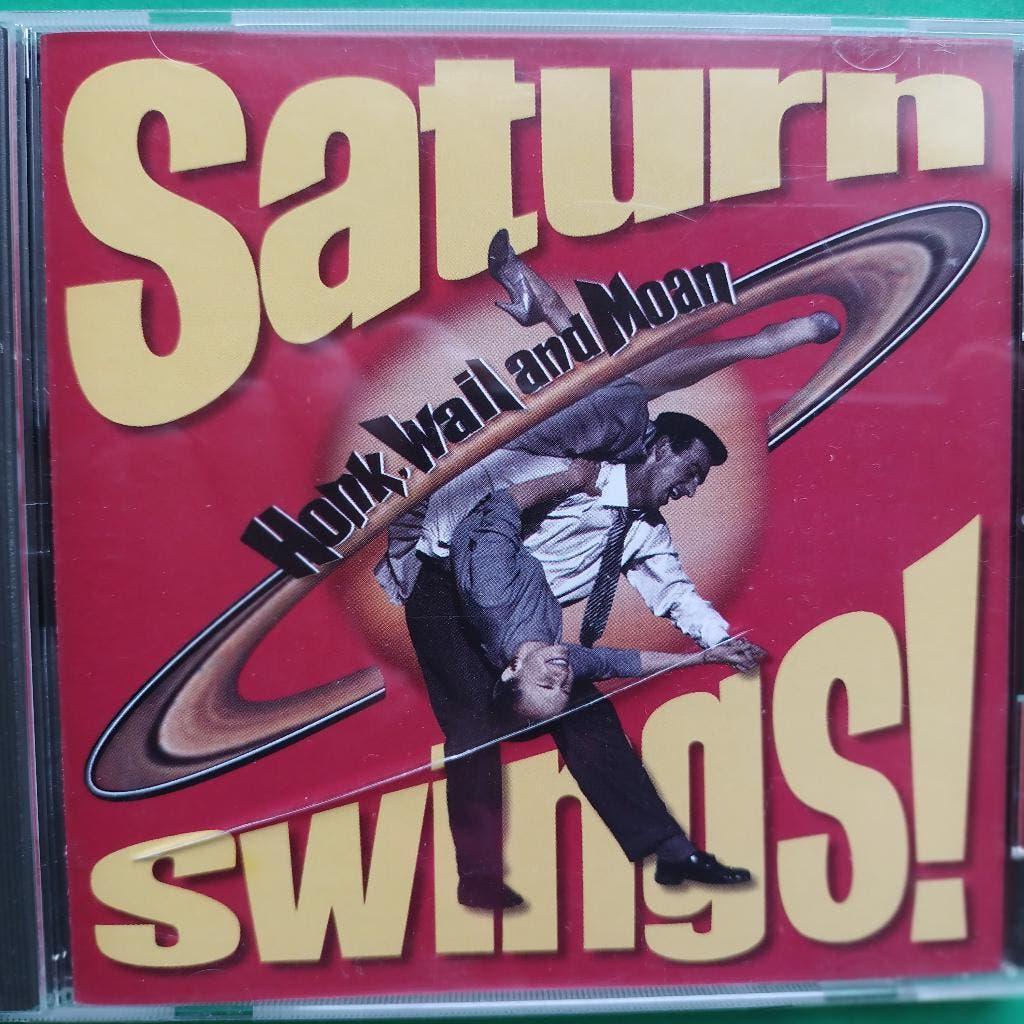 Saturn
Honk, Wail and Moan
swings!